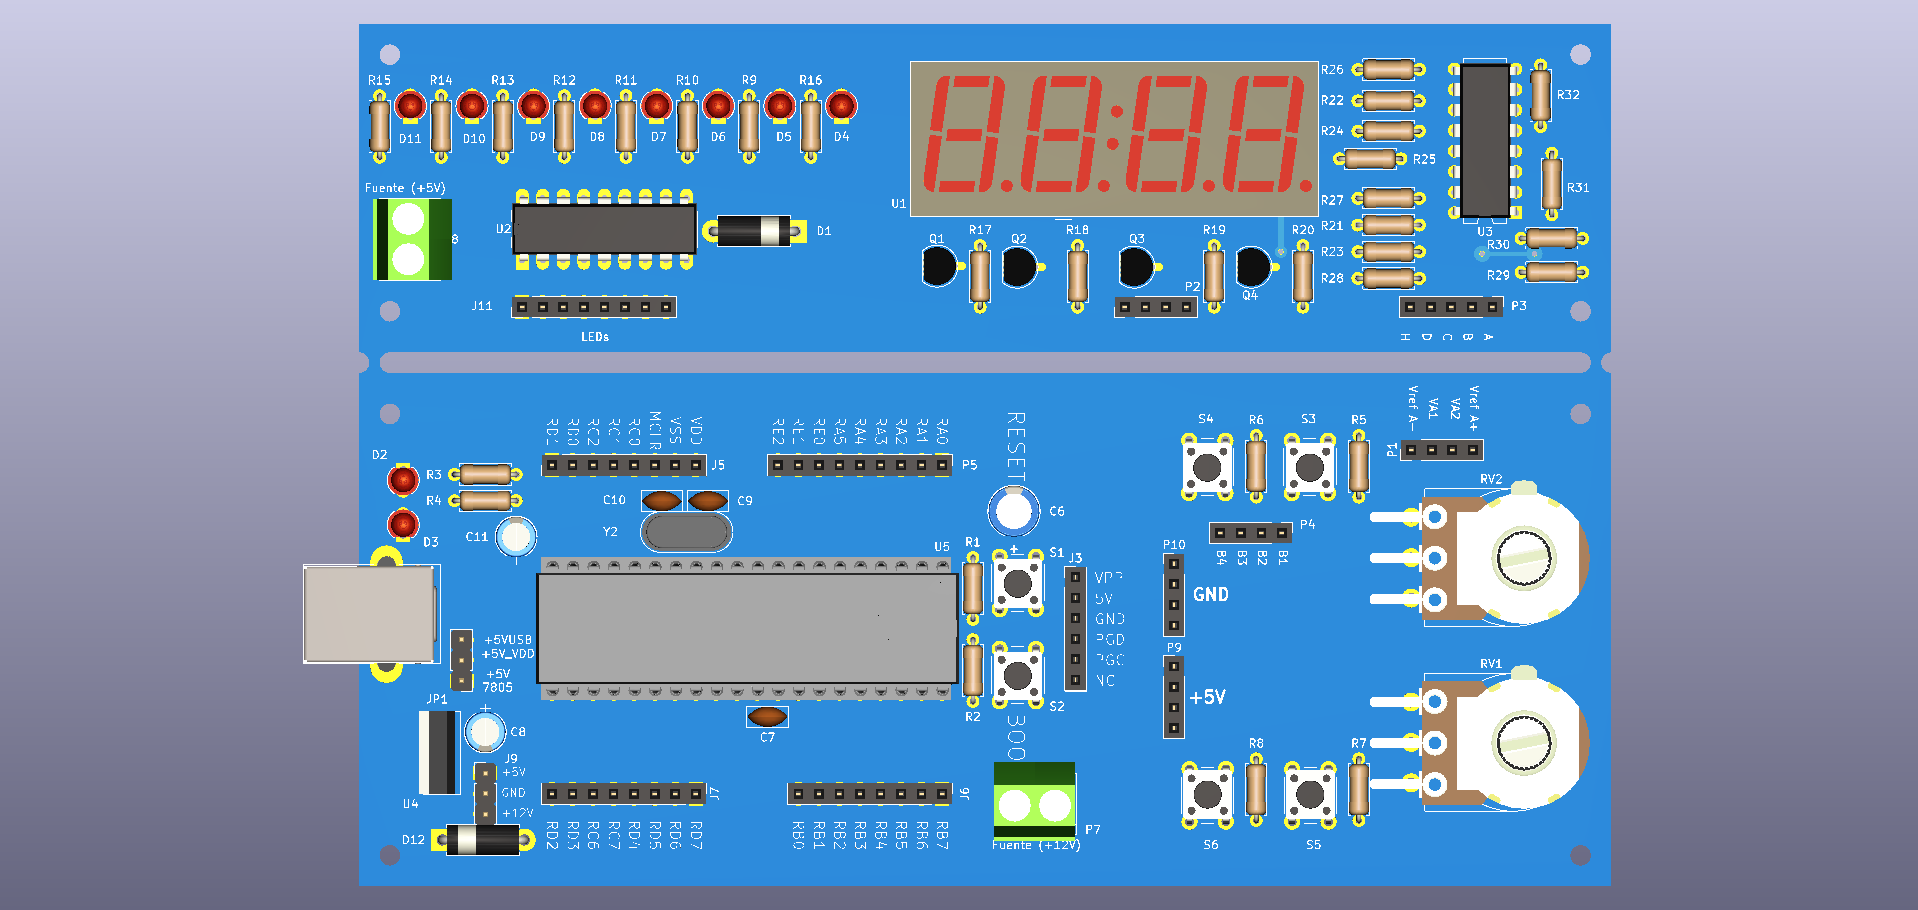 R15 R14 R13 R12 R11 R10 R9 R16
D11 D10 D9 D8 D7 D6 D5 D4
Fuente (+5V)
8
U2
D1
J11
LEDs
U1
Q1 R17 Q2 R18 Q3 R19 Q4 R20
P2
R26
R22
R24
R25
R27
R21
R23
R28
R32
R31
U3
R30
R29
P3
H D C B A
D2
R3
R4
D3
C11
RD1 RD0 RC2 RC1 RC0 MCLR VSS VDD
J5
RE2 RE1 RE0 RA5 RA4 RA3 RA2 RA1 RA0
P5
RESET
C10
C9
Y2
C6
+
U5
R1
S1
J3
VPP
5V
GND
PGD
PGC
NC
R2
S2
BOO
C7
+5VUSB
+5V_VDD
+5V
7805
JP1
+
C8
J9
+5V
GND
+12V
U4
D12
J7
RD2 RD3 RC6 RC7 RD4 RD5 RD6 RD7
J6
RB0 RB1 RB2 RB3 RB4 RB5 RB6 RB7
P7
Fuente (+12V)
S4 R6 S3 R5
P1
Vref A- VA1 VA2 Vref A+
P4
B4 B3 B2 B1
P10
GND
P9
+5V
RV2
RV1
R8 R7
S6 S5